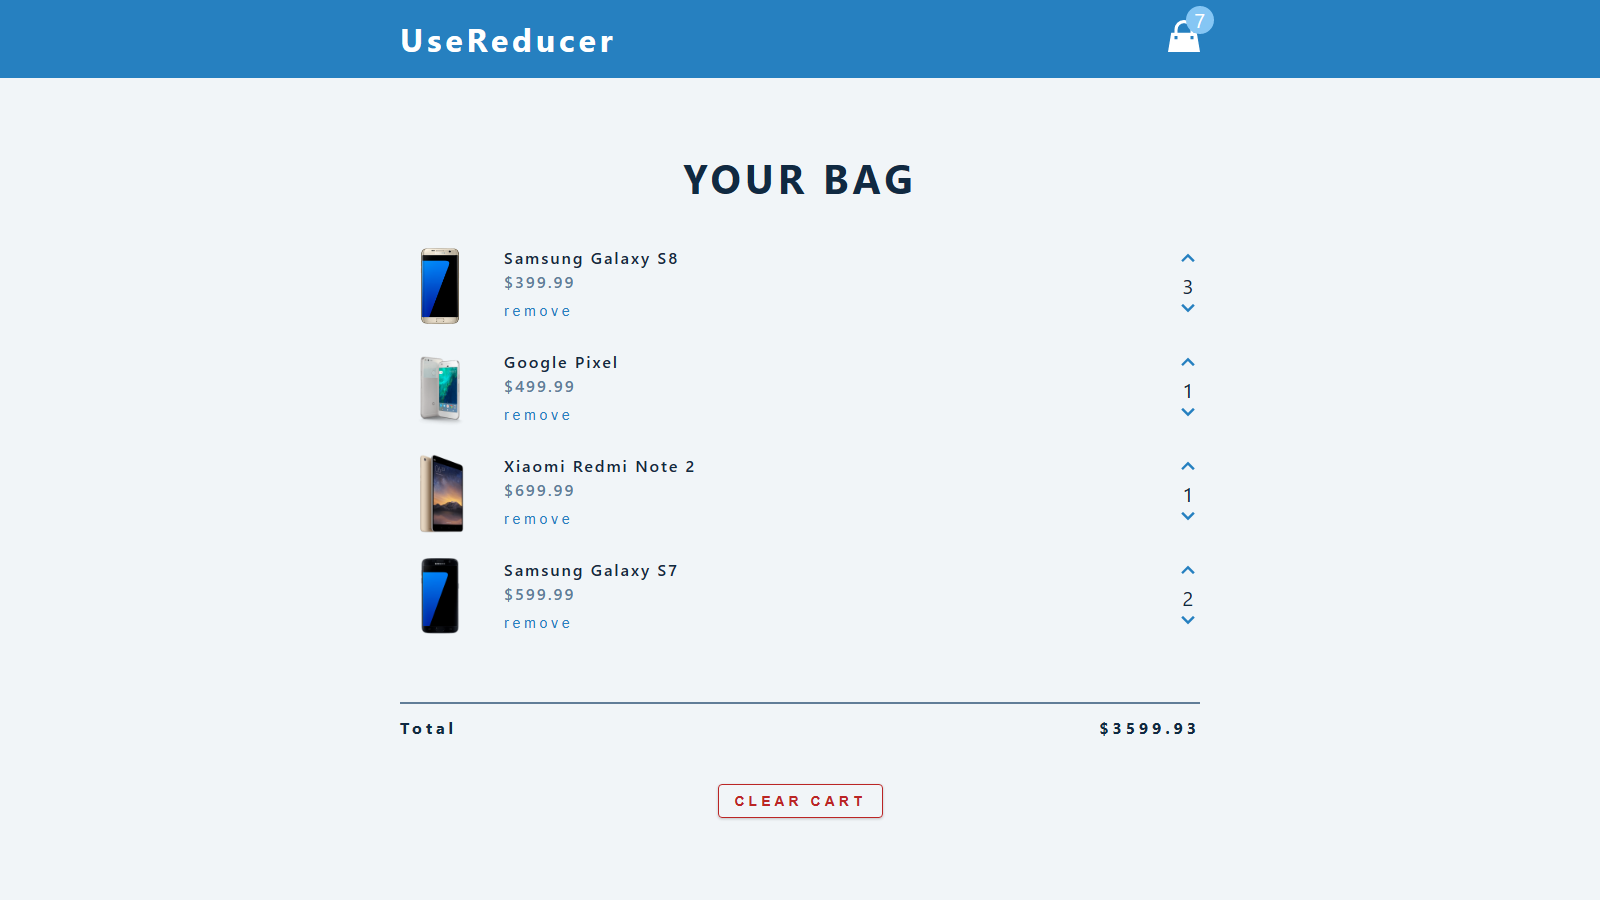 UseReducer
7
YOUR BAG
Samsung Galaxy S8
$399.99
remove
3
Google Pixel
$499.99
remove
1
Xiaomi Redmi Note 2
$699.99
remove
1
Samsung Galaxy S7
$599.99
remove
2
Total $3599.93
CLEAR CART